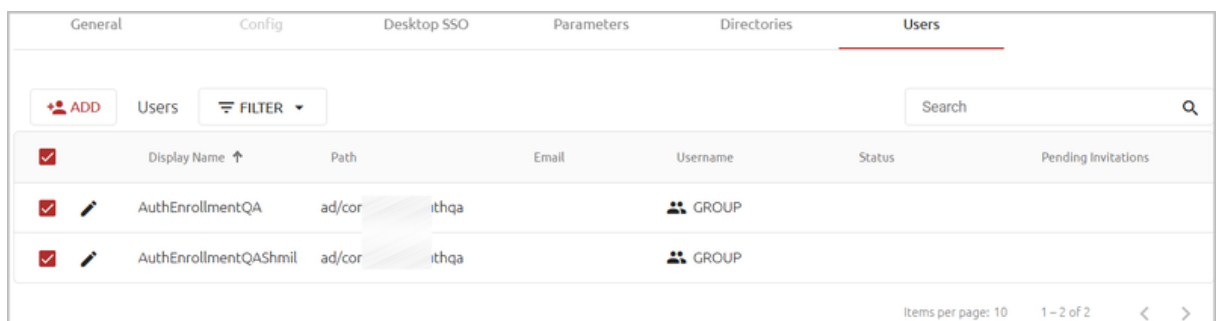 General Config Desktop SSO Parameters Directories Users
ADD Users FILTER Search
Display Name Path Email Username Status Pending Invitations
AuthEnrollmentQA ad/cor thqa GROUP
AuthEnrollmentQAShmil ad/cor thqa GROUP
Items per page: 10 1 – 2 of 2